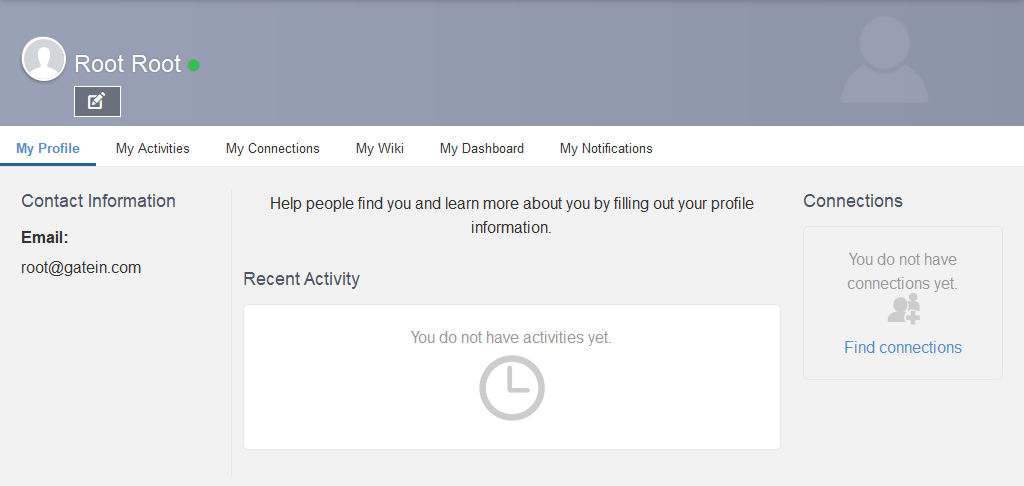 Root Root
My Profile
My Activities
My Connections
My Wiki
My Dashboard
My Notifications
Contact Information
Email:
root@gatein.com
Help people find you and learn more about you by filling out your profile
information.
Recent Activity
You do not have activities yet.
Connections
You do not have
connections yet.
Find connections